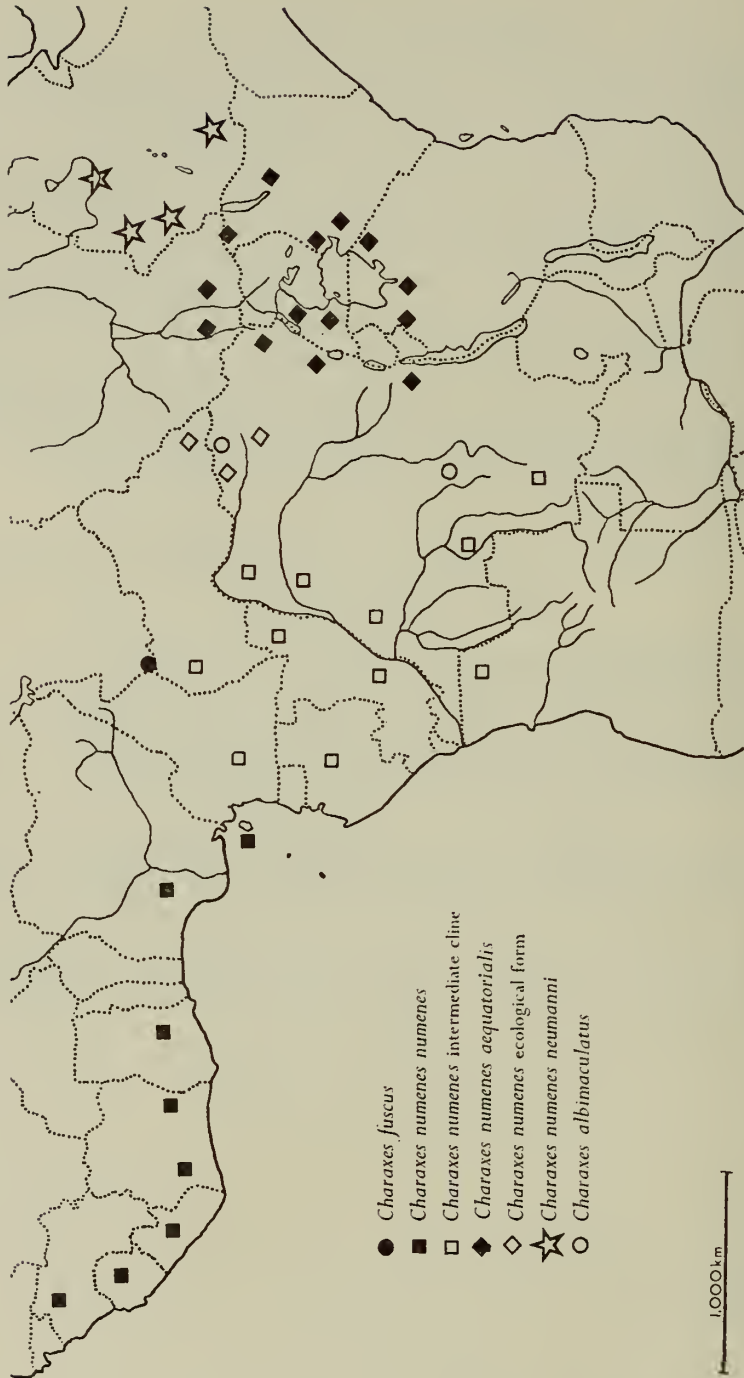 Charaxes fuscus
Charaxes numenes numenes
Charaxes numenes intermediate cline
Charaxes numenes aequatorialis
Charaxes numenes ecological form
Charaxes numenes neumanni
Charaxes albimaculatus
1,000 km